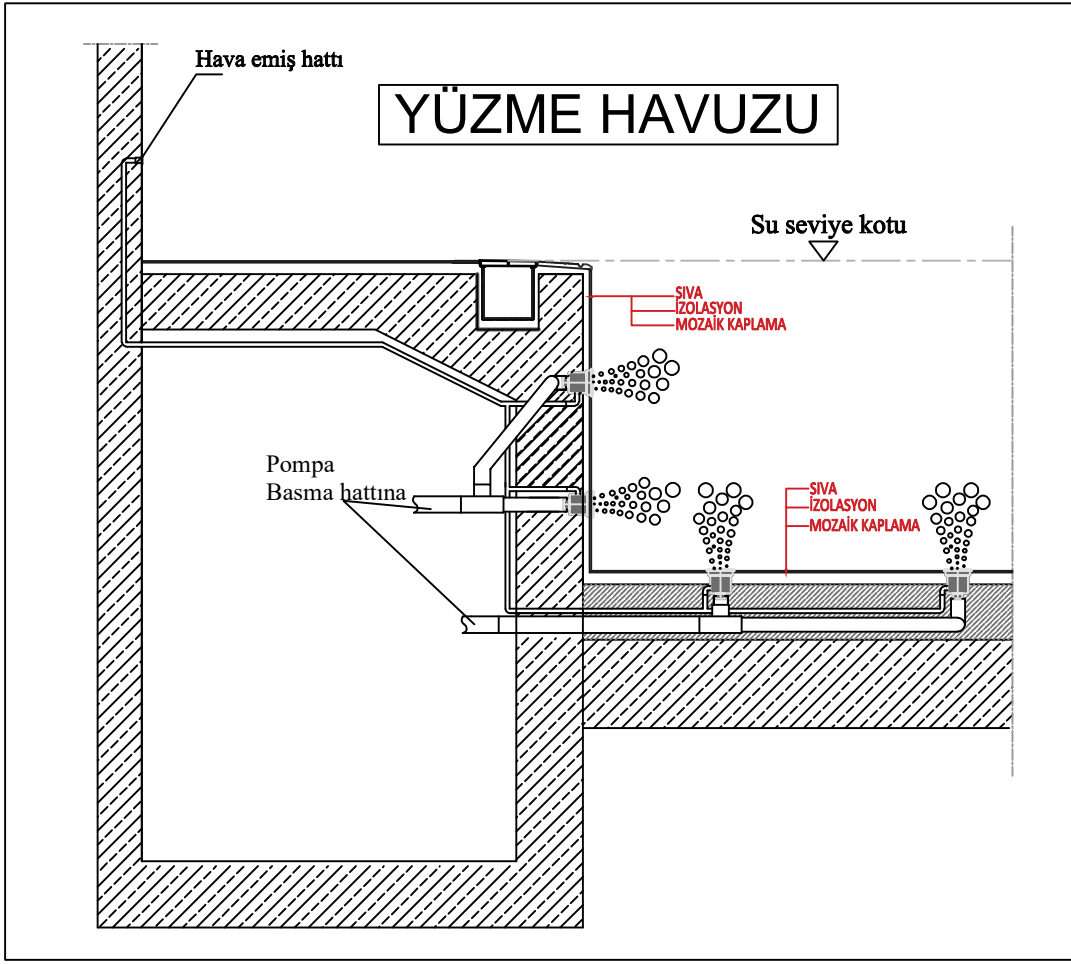 Hava emiş hattı
YÜZME HAVUZU
Su seviye kotu
SIVA
İZOLASYON
MOZAİK KAPLAMA
Pompa
Basma hattına
SIVA
İZOLASYON
MOZAİK KAPLAMA